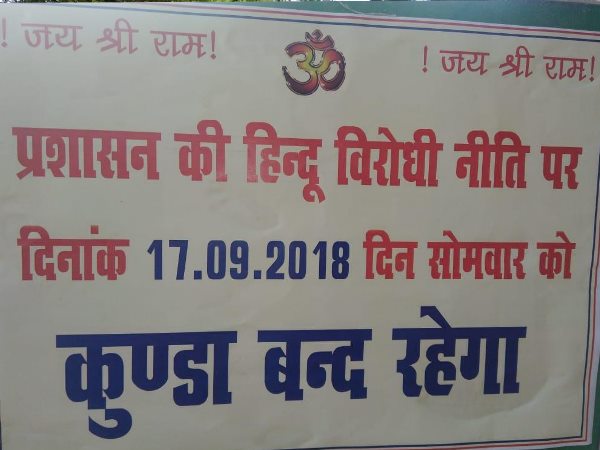 ! जय श्री राम! ॐ ! जय श्री राम!
प्रशासन की हिन्दू विरोधी नीति पर
दिनांक 17.09.2018 दिन सोमवार को
कुण्डा बन्द रहेगा